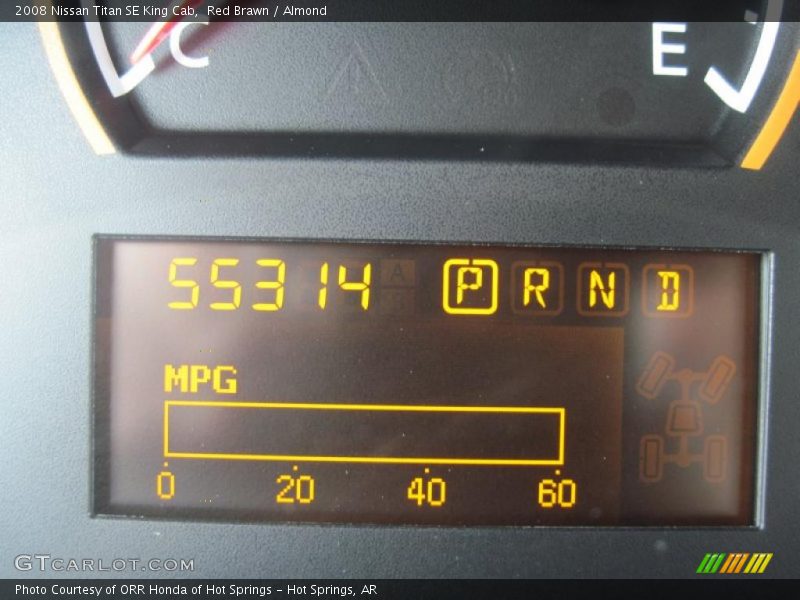 2008 Nissan Titan SE King Cab, Red Brawn / Almond
C E
55314 P R N D
MPG
0 20 40 60
GTCARLOT.COM
Photo Courtesy of ORR Honda of Hot Springs - Hot Springs, AR